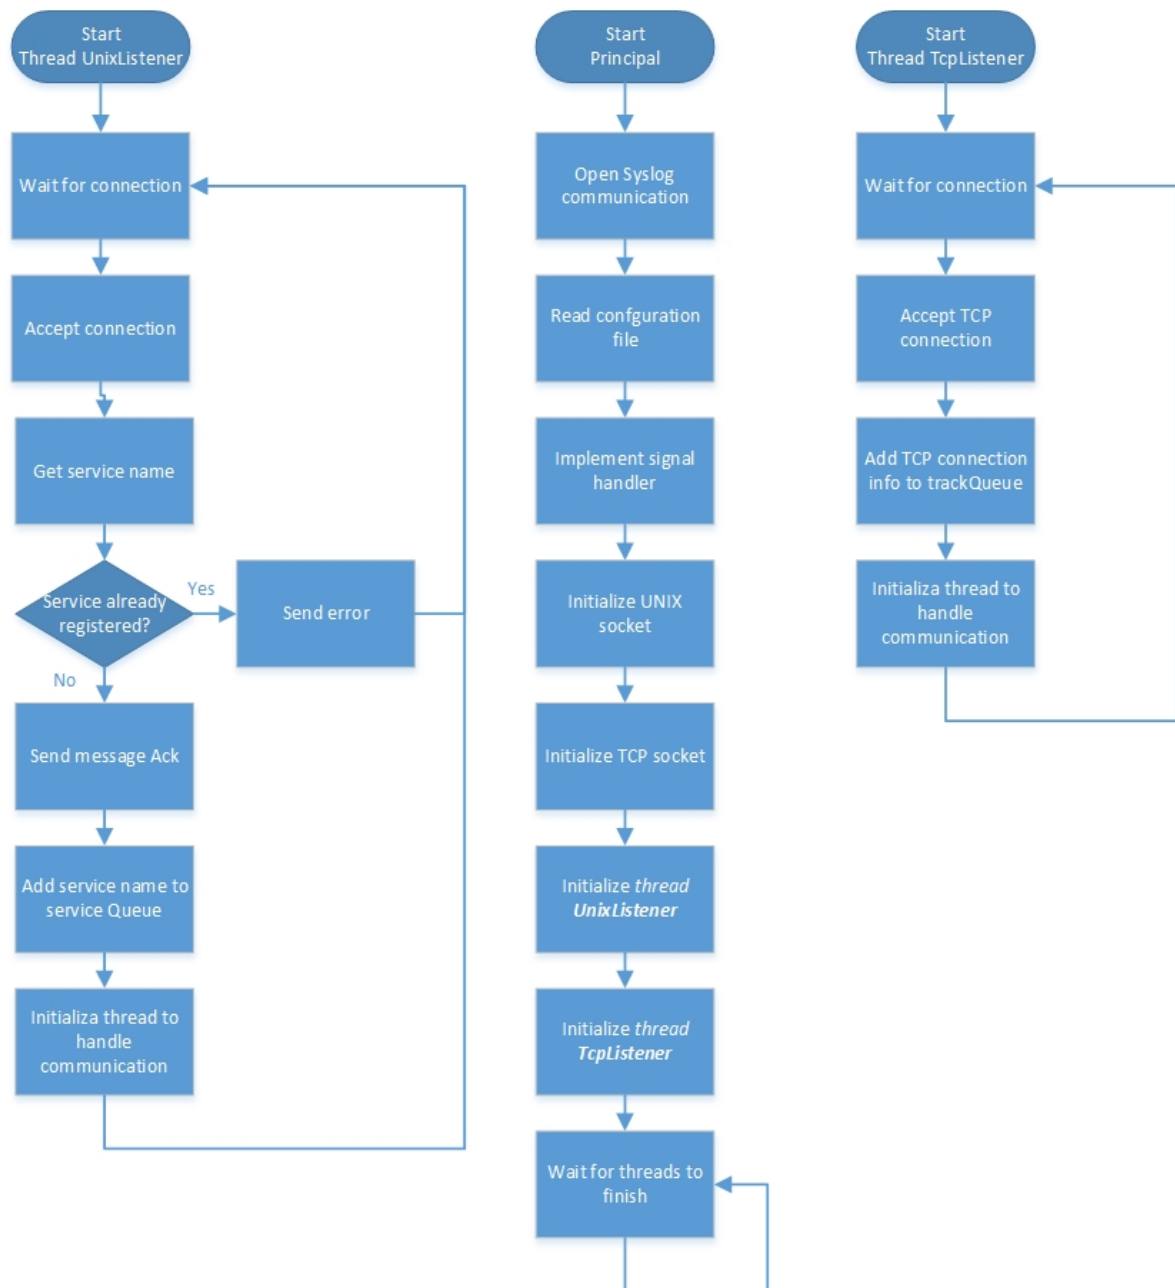 Start
Thread UnixListener
Wait for connection
Accept connection
Get service name
Service already
registered?
Yes
Send error
No
Send message Ack
Add service name to
service Queue
Initializa thread to
handle
communication
Start
Principal
Open Syslog
communication
Read confguration
file
Implement signal
handler
Initialize UNIX
socket
Initialize TCP socket
Initialize thread
UnixListener
Initialize thread
TcpListener
Wait for threads to
finish
Start
Thread TcpListener
Wait for connection
Accept TCP
connection
Add TCP connection
info to trackQueue
Initializa thread to
handle
communication